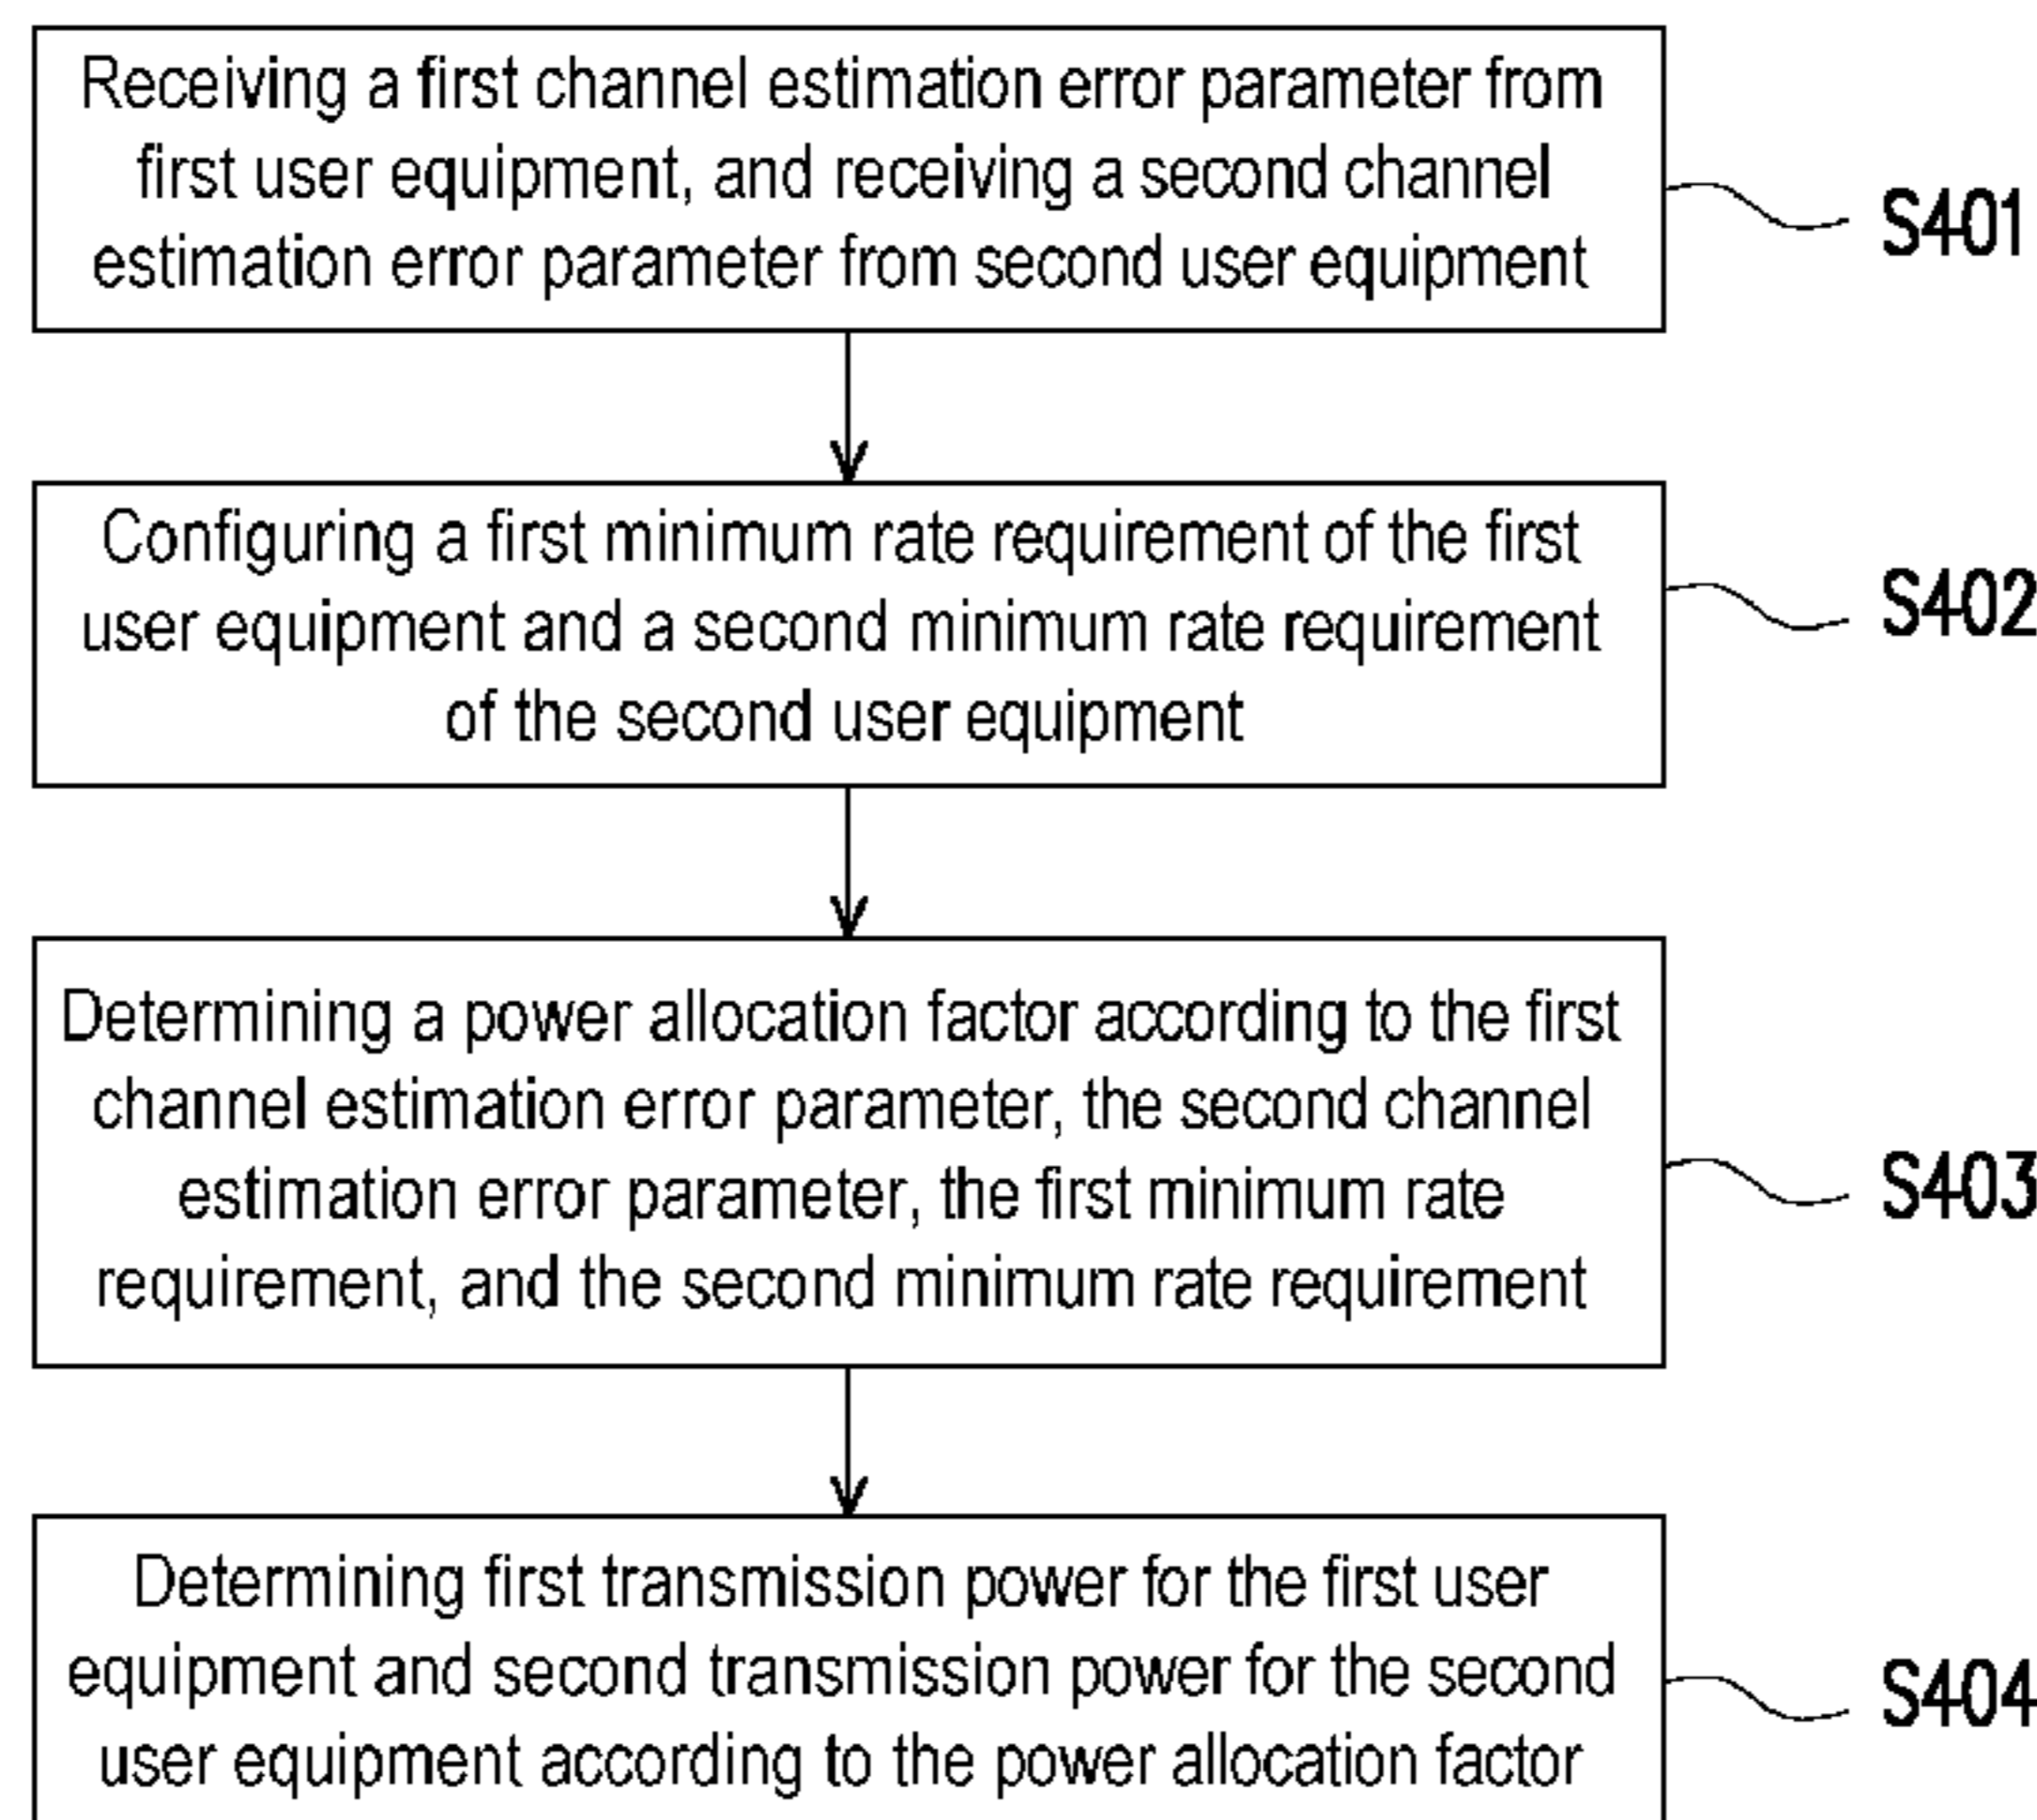 Receiving a first channel estimation error parameter from
first user equipment, and receiving a second channel
estimation error parameter from second user equipment
S401
Configuring a first minimum rate requirement of the first
user equipment and a second minimum rate requirement
of the second user equipment
S402
Determining a power allocation factor according to the first
channel estimation error parameter, the second channel
estimation error parameter, the first minimum rate
requirement, and the second minimum rate requirement
S403
Determining first transmission power for the first user
equipment and second transmission power for the second
user equipment according to the power allocation factor
S404